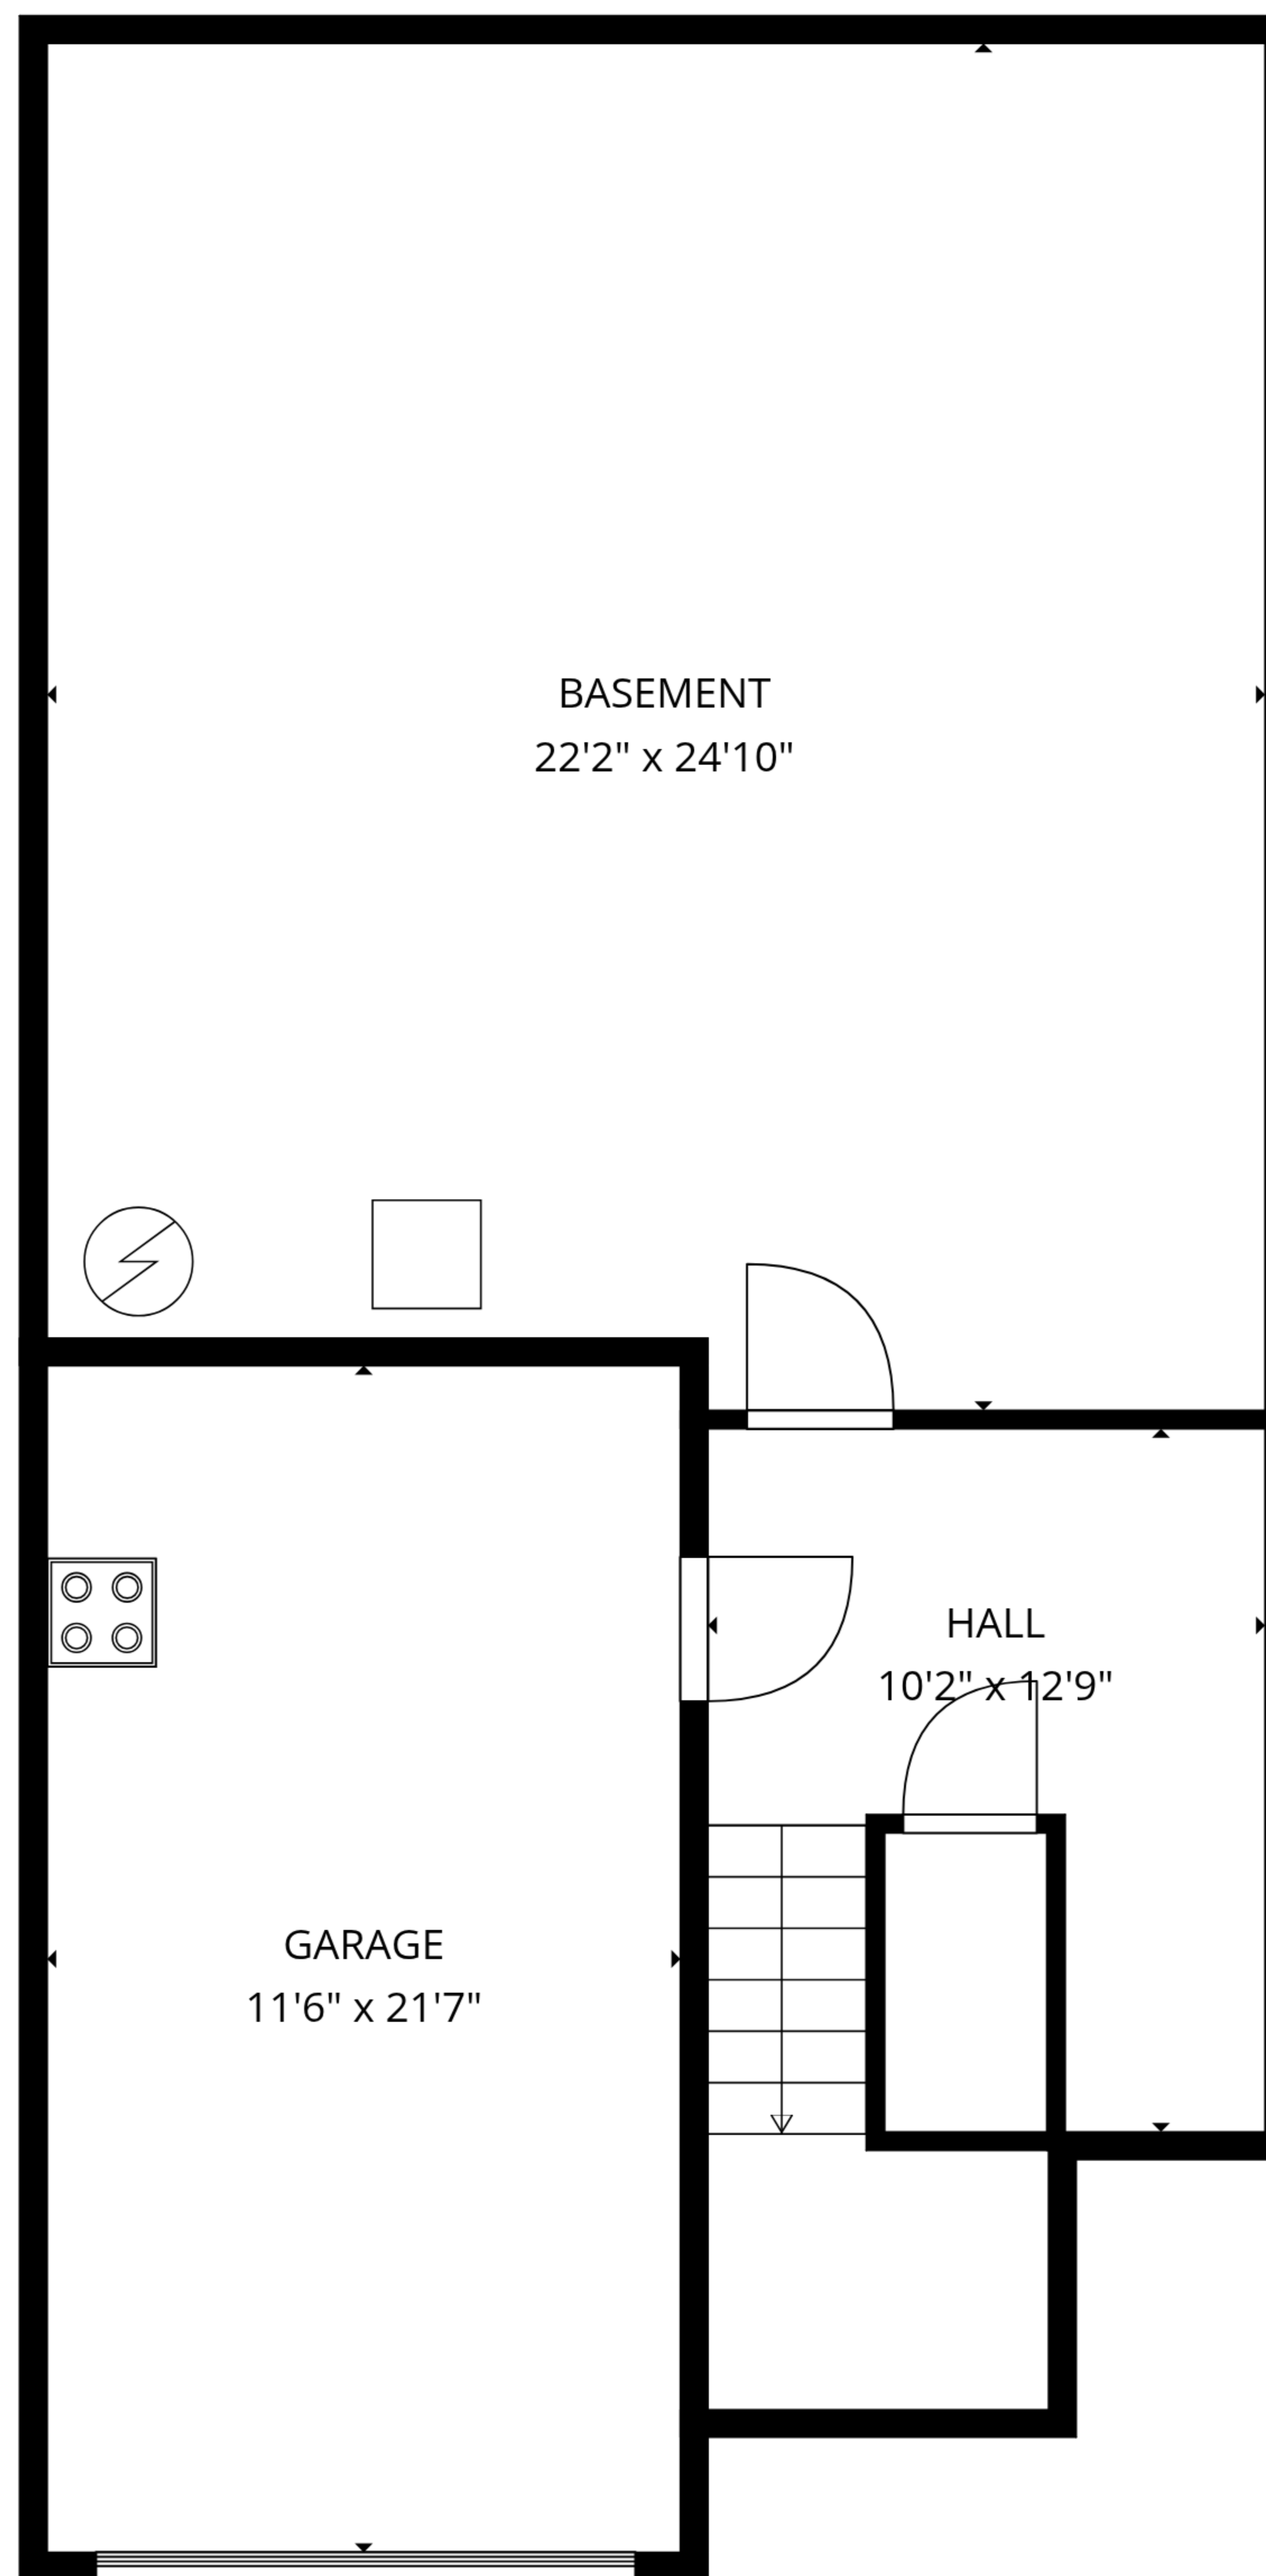 BASEMENT
22'2" x 24'10"
HALL
10'2" x 12'9"
GARAGE
11'6" x 21'7"